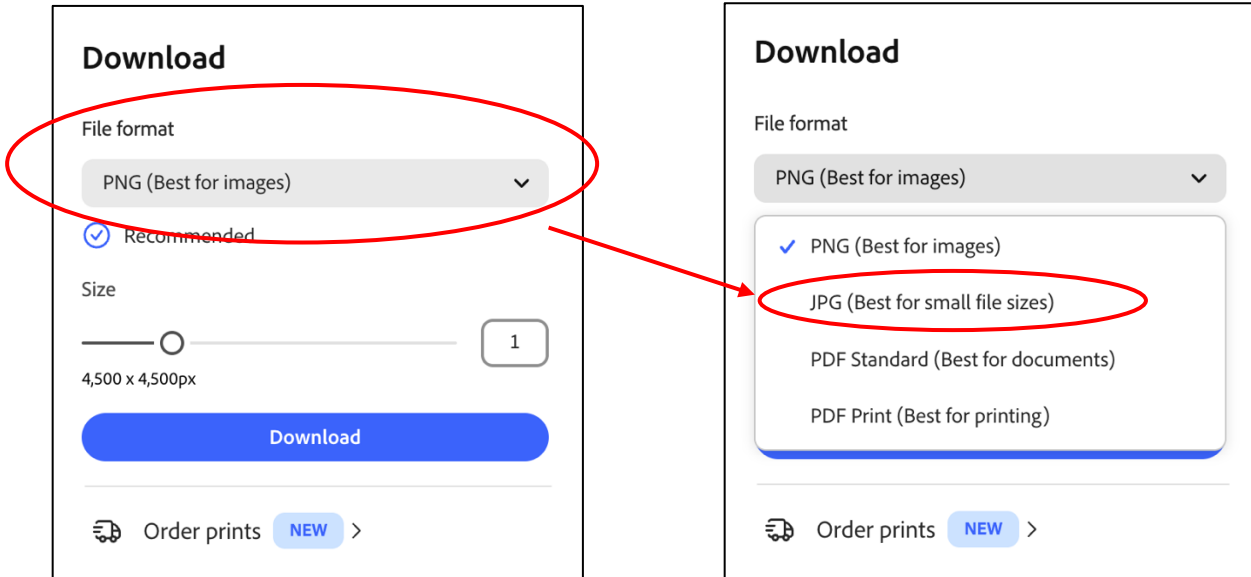 Download
File format
PNG (Best for images)
Recommended
Size
1
4,500 x 4,500px
Download
Order prints NEW
Download
File format
PNG (Best for images)
PNG (Best for images)
JPG (Best for small file sizes)
PDF Standard (Best for documents)
PDF Print (Best for printing)
Order prints NEW